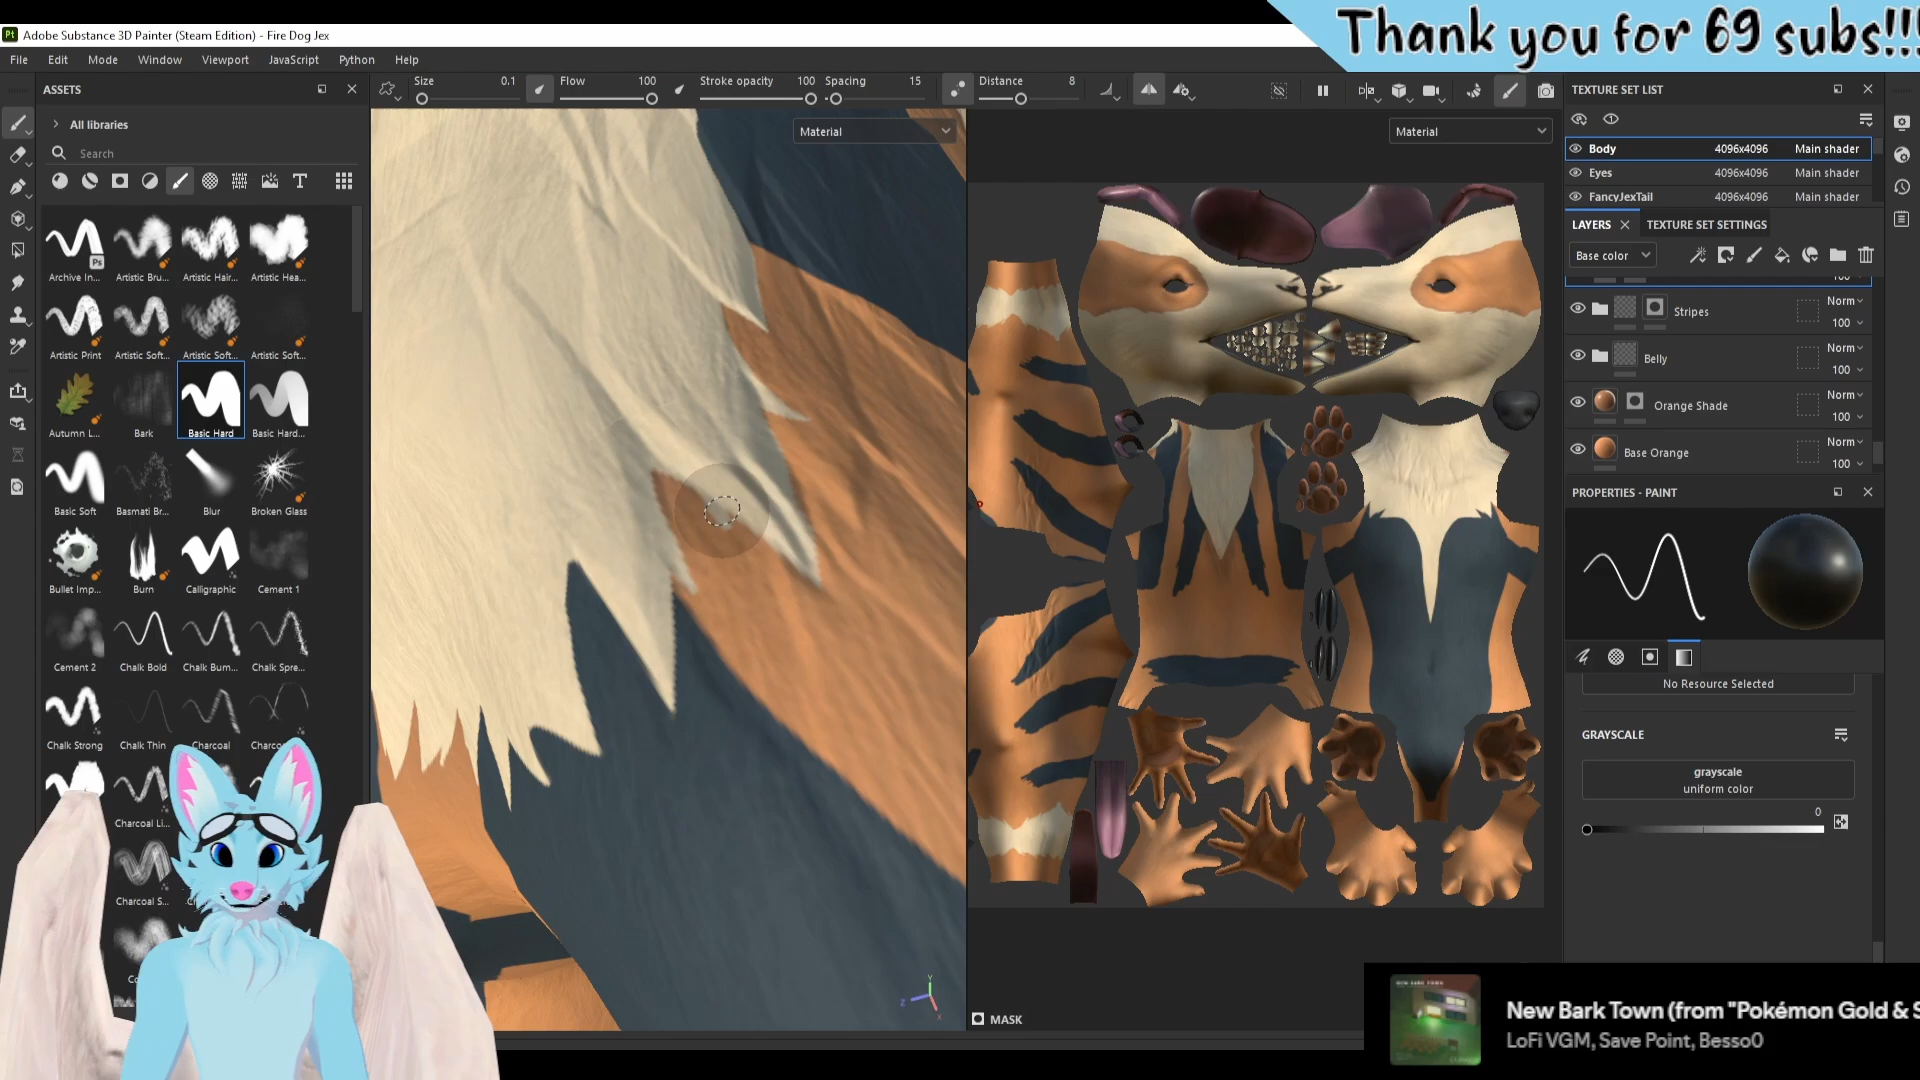 Thank you for 69 subs!!!
Adobe Substance 3D Painter (Steam Edition) - Fire Dog Jex
File Edit Mode Window Viewport JavaScript Python Help
ASSETS
Size 0.1 Flow 100 Stroke opacity 100 Spacing 15 Distance 8
All libraries
Search
Archive In...
Ps
Artistic Bru...
Artistic Hair...
Artistic Hea...
Artistic Print
Artistic Soft...
Artistic Soft...
Artistic Soft...
Autumn L...
Bark
Basic Hard
Basic Hard...
Basic Soft
Basmati Br...
Blur
Broken Glass
Bullet Imp...
Burn
Calligraphic
Cement 1
Cement 2
Chalk Bold
Chalk Bum...
Chalk Spre...
Chalk Strong
Chalk Thin
Charcoal
Charco
Charcoal Li...
Charcoal S...
Material
Material
MASK
Y
Z
X
TEXTURE SET LIST
Body 4096x4096 Main shader
Eyes 4096x4096 Main shader
FancyJexTail 4096x4096 Main shader
LAYERS
TEXTURE SET SETTINGS
Base color
100
Stripes Norm
100
Belly Norm
100
Orange Shade Norm
100
Base Orange Norm
100
PROPERTIES - PAINT
No Resource Selected
GRAYSCALE
grayscale
uniform color
0
New Bark Town (from "Pokémon Gold & S
LoFi VGM, Save Point, Besso0